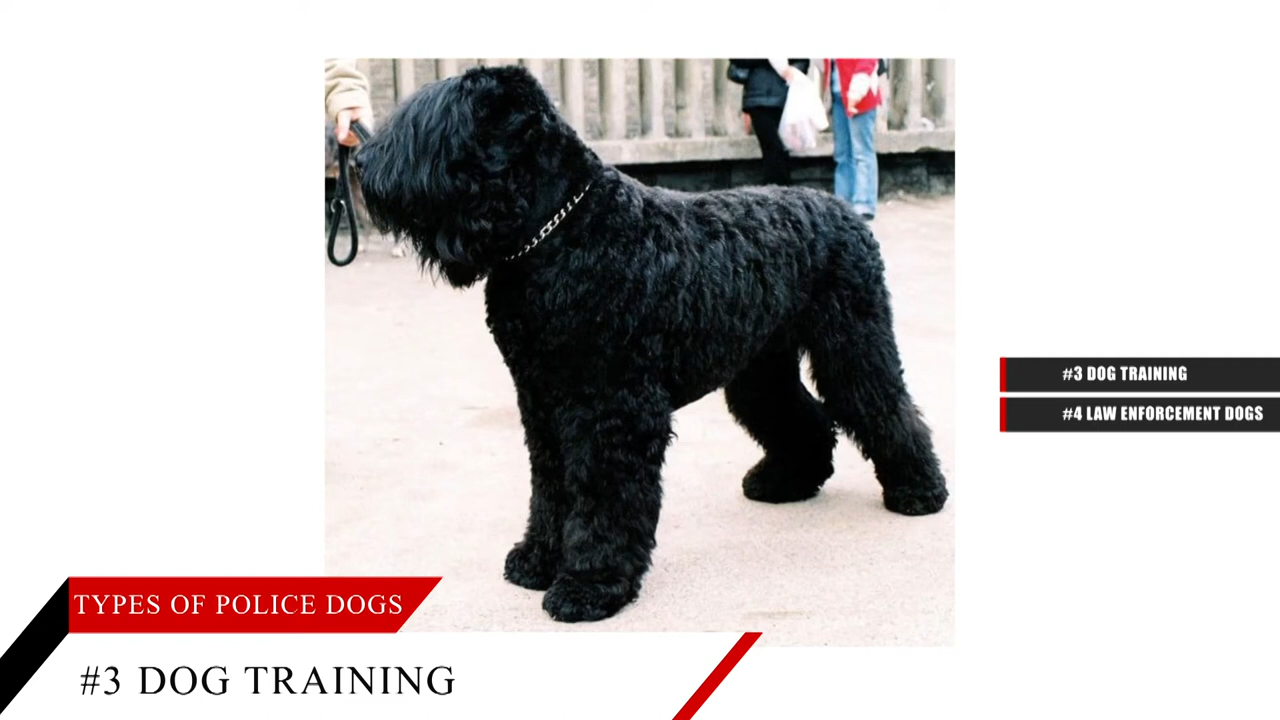 #3 DOG TRAINING
#4 LAW ENFORCEMENT DOGS
TYPES OF POLICE DOGS
#3 DOG TRAINING